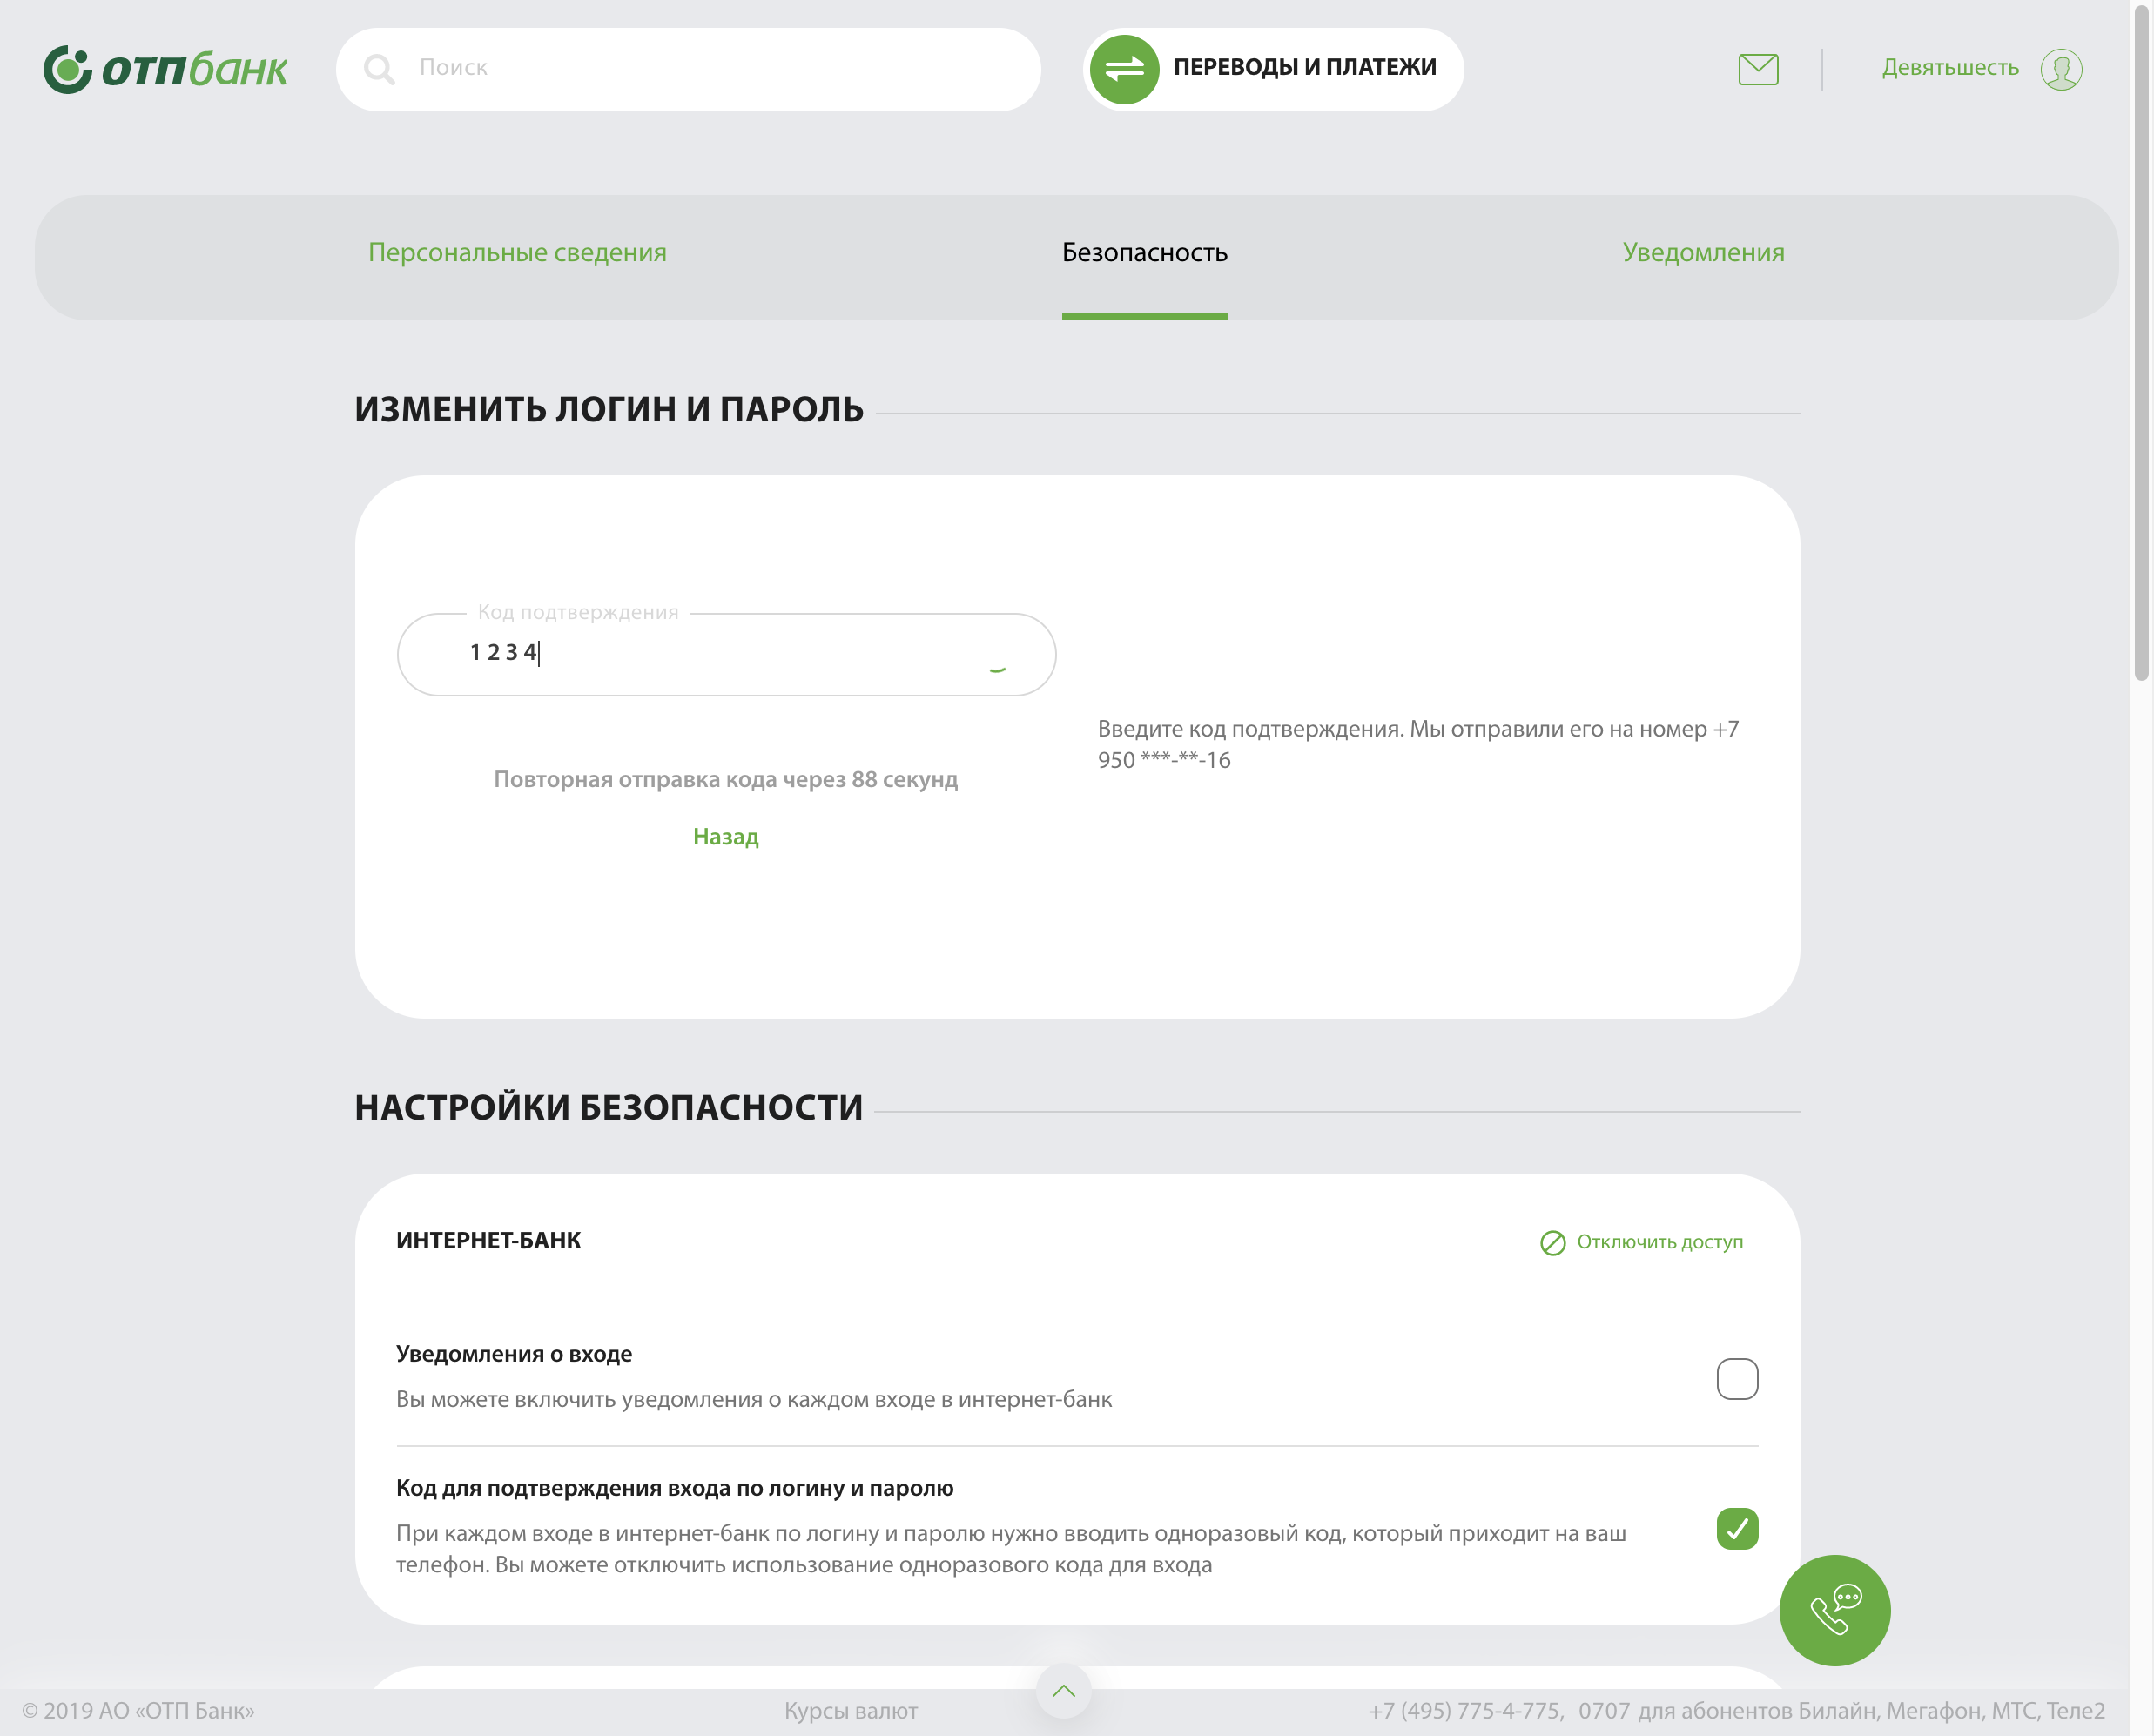 отпбанк
Поиск
ПЕРЕВОДЫ И ПЛАТЕЖИ
Девятьшесть
Персональные сведения
Безопасность
Уведомления
ИЗМЕНИТЬ ЛОГИН И ПАРОЛЬ
Код подтверждения
1 2 3 4
Введите код подтверждения. Мы отправили его на номер +7
950 ***-**-16
Повторная отправка кода через 88 секунд
Назад
НАСТРОЙКИ БЕЗОПАСНОСТИ
ИНТЕРНЕТ-БАНК
Отключить доступ
Уведомления о входе
Вы можете включить уведомления о каждом входе в интернет-банк
Код для подтверждения входа по логину и паролю
При каждом входе в интернет-банк по логину и паролю нужно вводить одноразовый код, который приходит на ваш
телефон. Вы можете отключить использование одноразового кода для входа
© 2019 АО «ОТП Банк»
Курсы валют
+7 (495) 775-4-775, 0707 для абонентов Билайн, Мегафон, МТС, Теле2